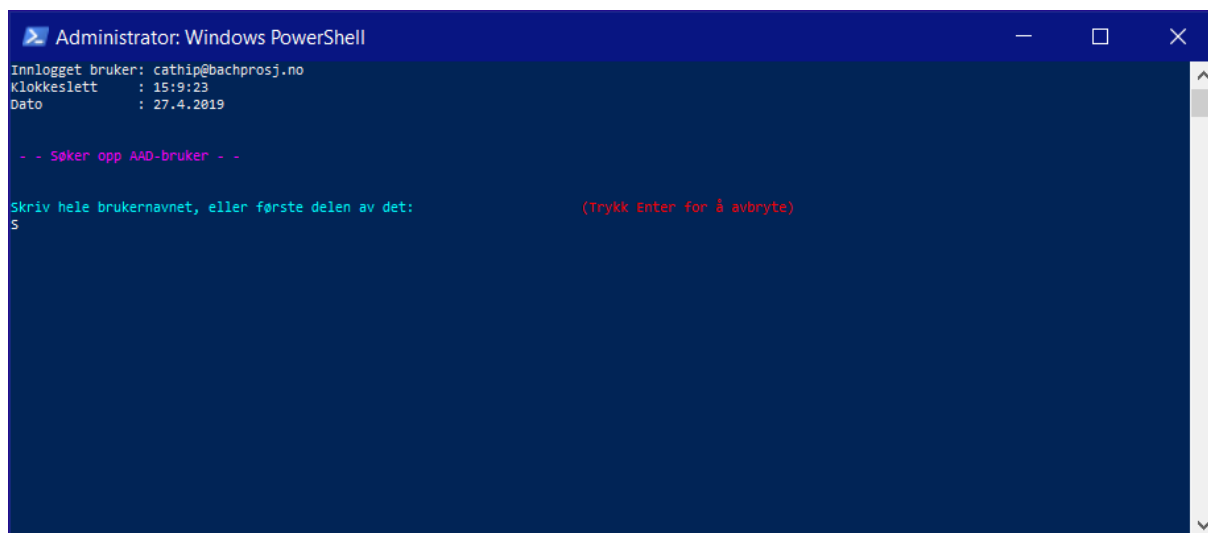 Administrator: Windows PowerShell
Innlogget bruker: cathip@bachprosj.no
Klokkeslett : 15:9:23
Dato : 27.4.2019
- - Søker opp AAD-bruker - -
Skriv hele brukernavnet, eller første delen av det: (Trykk Enter for å avbryte)
S